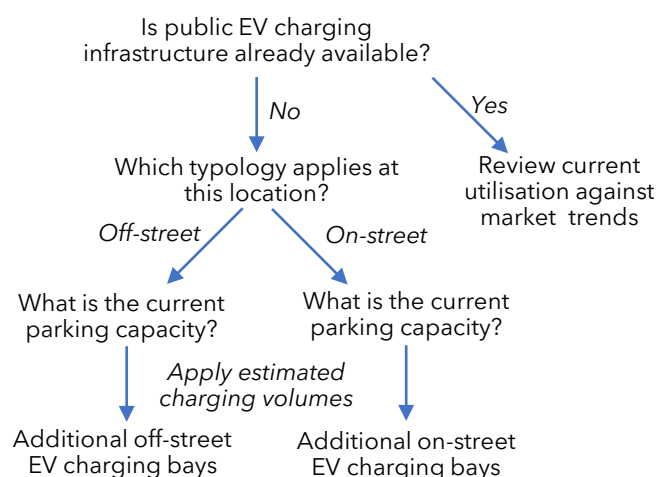 Is public EV charging
infrastructure already available?
No
Yes
Which typology applies at
this location?
Review current
utilisation against
market trends
Off-street
On-street
What is the current
parking capacity?
What is the current
parking capacity?
Apply estimated
charging volumes
Additional off-street
EV charging bays
Additional on-street
EV charging bays